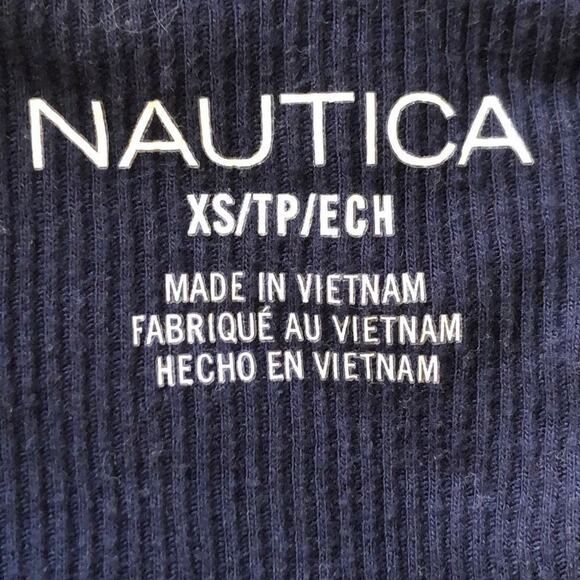 NAUTICA
XS/TP/ECH
MADE IN VIETNAM
FABRIQUÉ AU VIETNAM
HECHO EN VIETNAM